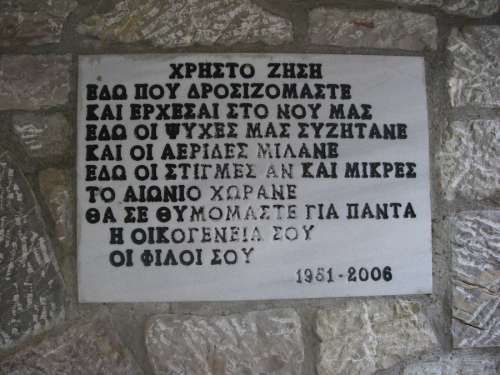 ΧΡΗΣΤΟ ΖΗΣΗ
ΕΔΩ ΠΟΥ ΔΡΟΣΙΖΟΜΑΣΤΕ
ΚΑΙ ΕΡΧΕΣΑΙ ΣΤΟ ΝΟΥ ΜΑΣ
ΕΔΩ ΟΙ ΨΥΧΕΣ ΜΑΣ ΣΥΖΗΤΑΝΕ
ΚΑΙ ΟΙ ΑΕΡΙΔΕΣ ΜΙΛΑΝΕ
ΕΔΩ ΟΙ ΣΤΙΓΜΕΣ ΑΝ ΚΑΙ ΜΙΚΡΕΣ
ΤΟ ΑΙΩΝΙΟ ΧΩΡΑΝΕ
ΘΑ ΣΕ ΘΥΜΟΜΑΣΤΕ ΓΙΑ ΠΑΝΤΑ
Η ΟΙΚΟΓΕΝΕΙΑ ΣΟΥ
ΟΙ ΦΙΛΟΙ ΣΟΥ
1951-2006